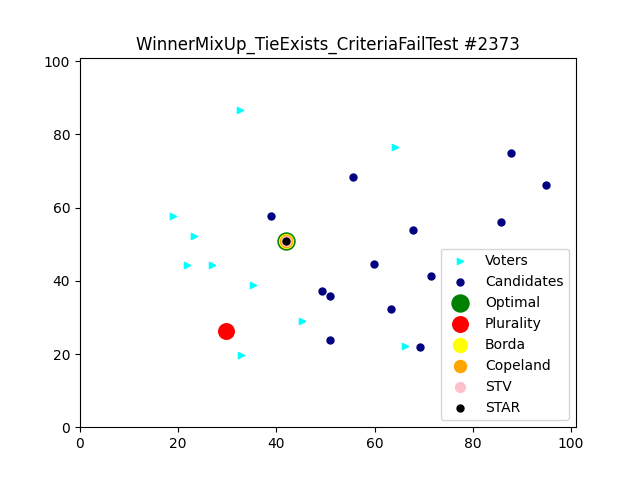 WinnerMixUp_TieExists_CriteriaFailTest #2373
100
80
60
40
20
0
0 20 40 60 80 100
Voters
Candidates
Optimal
Plurality
Borda
Copeland
STV
STAR